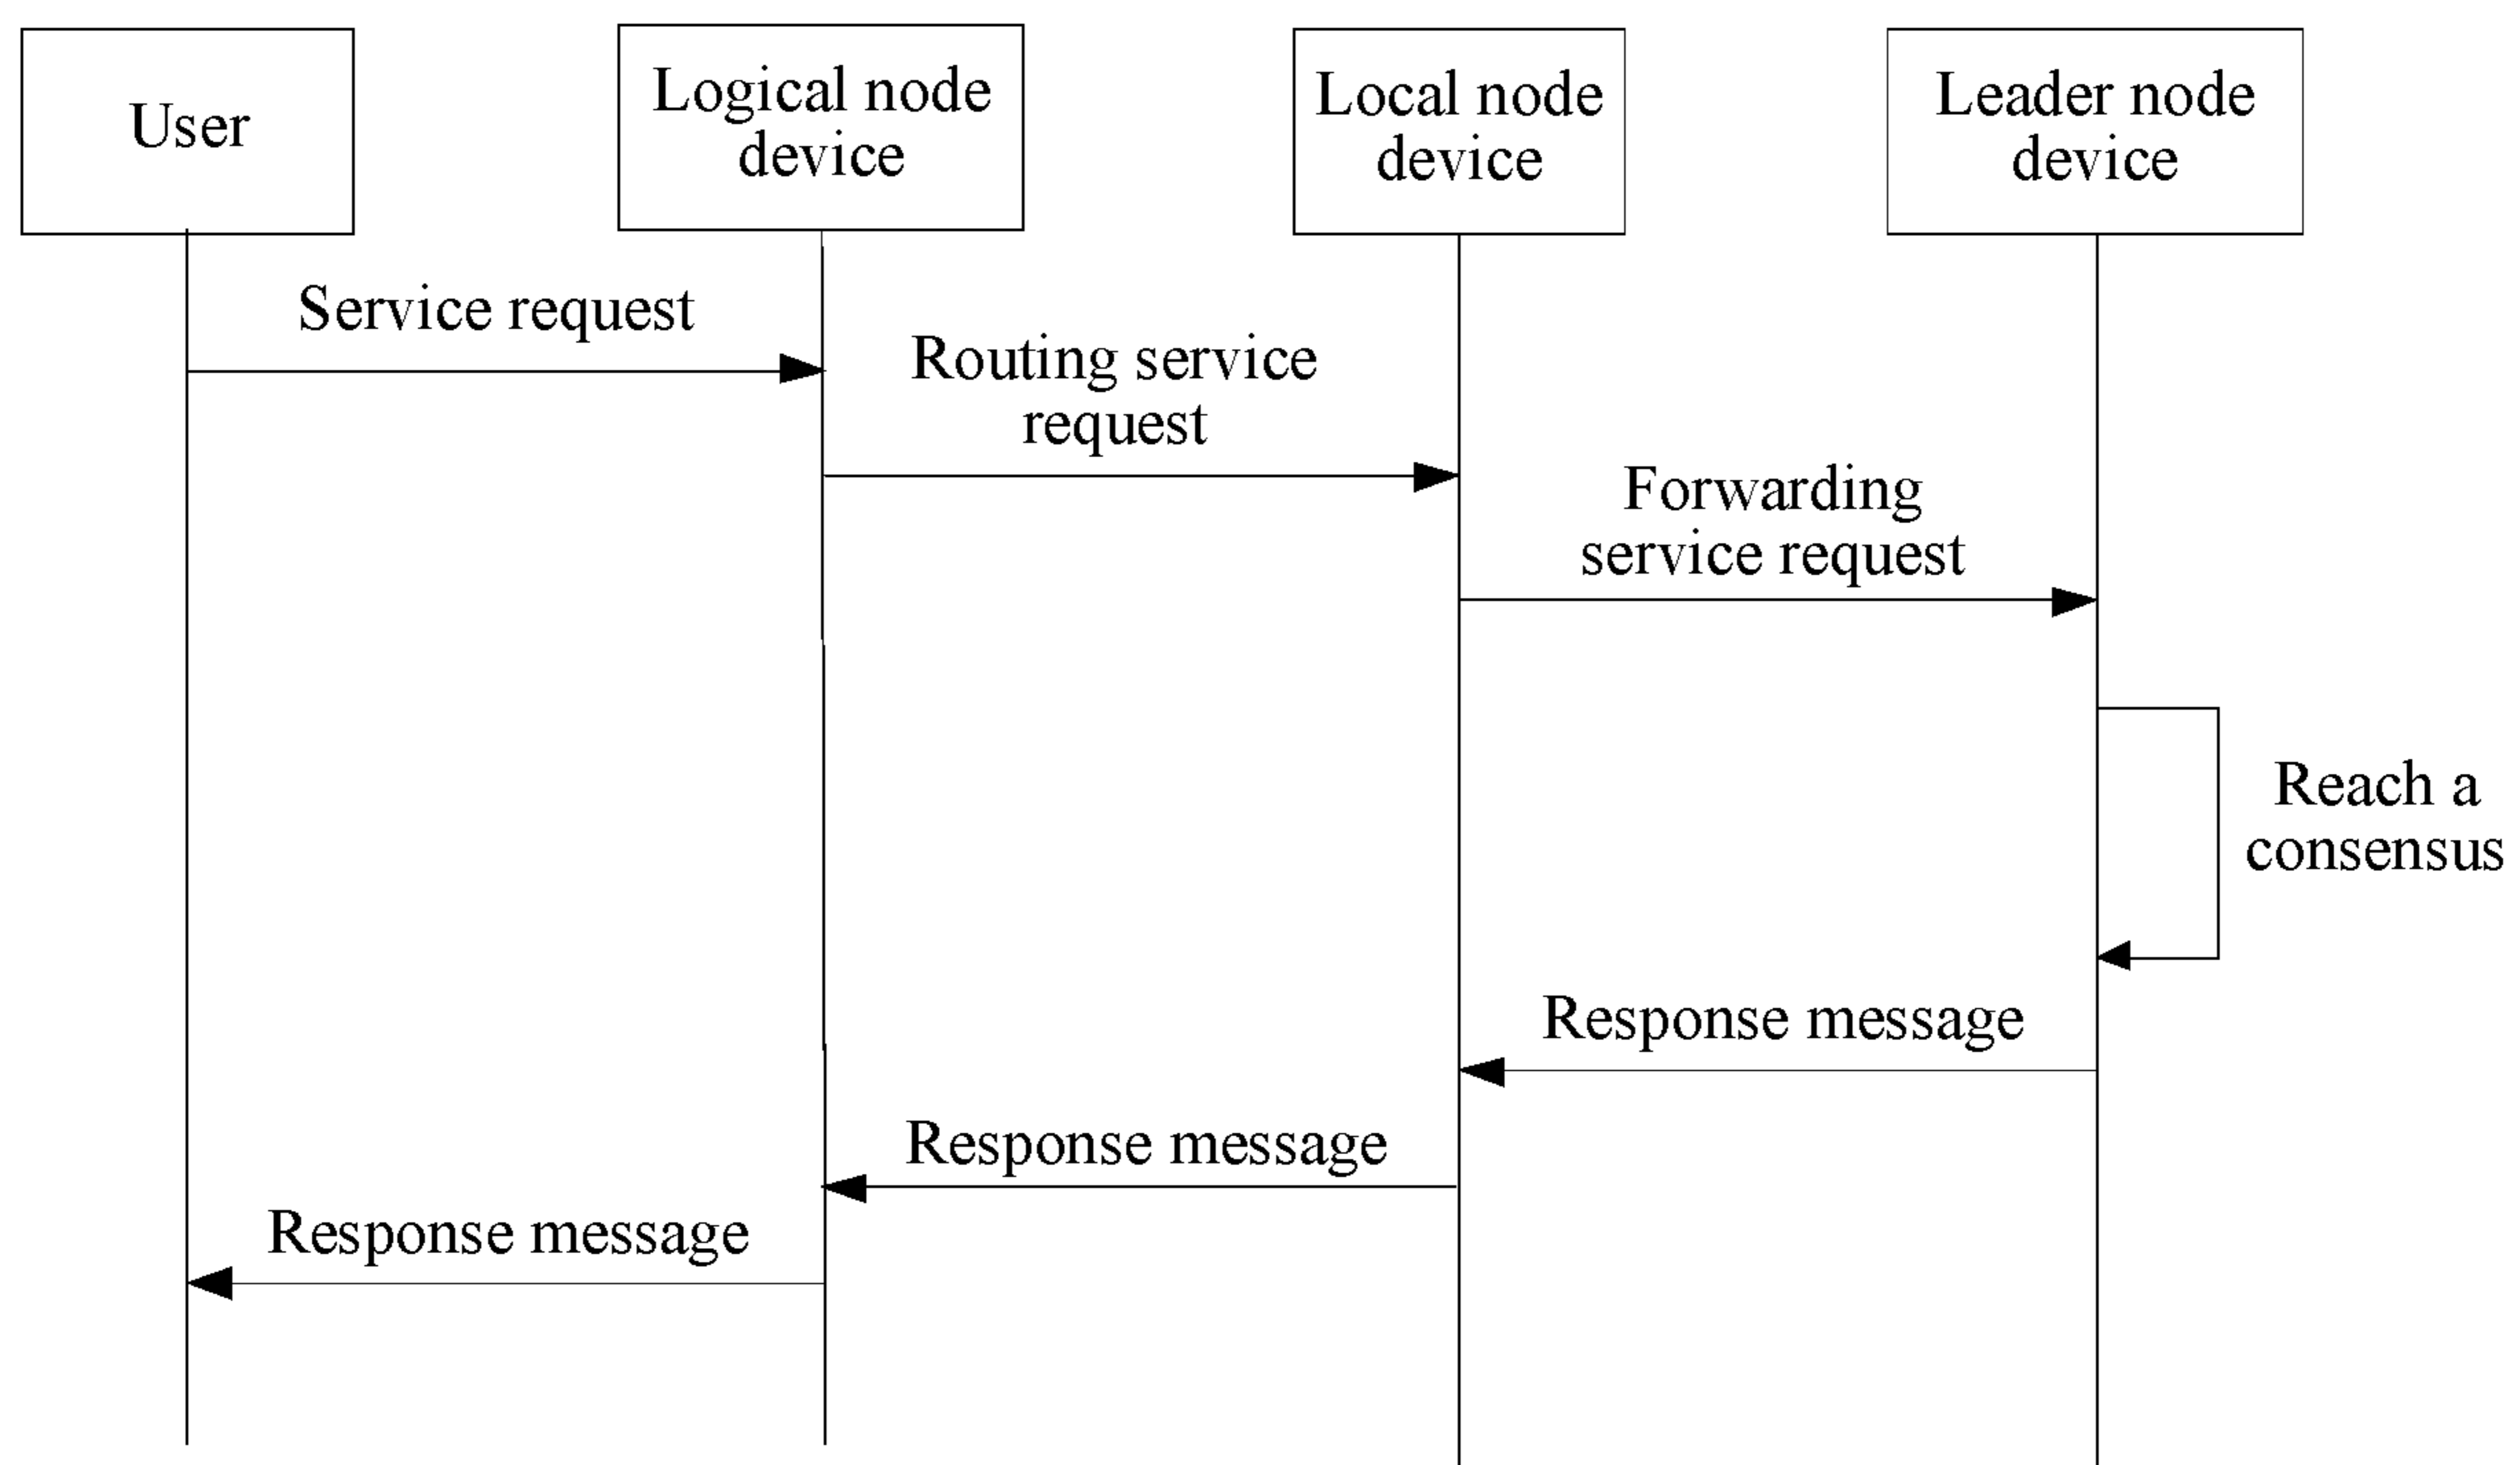 User
Logical node
device
Local node
device
Leader node
device
Service request
Routing service
request
Forwarding
service request
Reach a
consensus
Response message
Response message
Response message